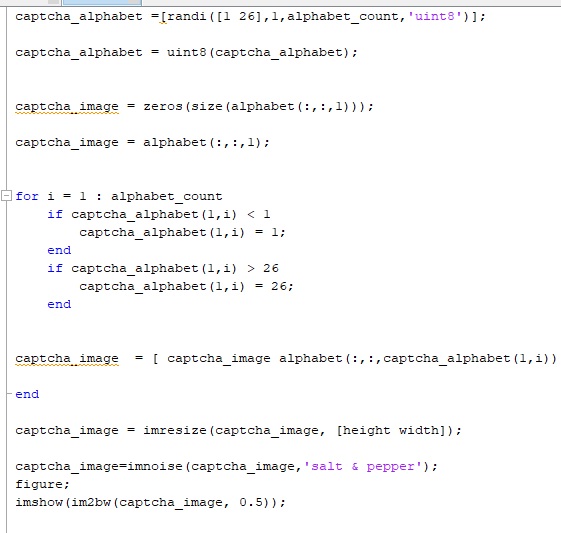 captcha_alphabet =[randi([1 26],1,alphabet_count,'uint8')];
captcha_alphabet = uint8(captcha_alphabet);
captcha_image = zeros(size(alphabet(:,:,1)));
captcha_image = alphabet(:,:,1);
for i = 1 : alphabet_count
if captcha_alphabet(1,i) < 1
captcha_alphabet(1,i) = 1;
end
if captcha_alphabet(1,i) > 26
captcha_alphabet(1,i) = 26;
end
captcha_image  = [ captcha_image alphabet(:,:,captcha_alphabet(1,i))
end
captcha_image = imresize(captcha_image, [height width]);
captcha_image=imnoise(captcha_image,'salt & pepper');
figure;
imshow(im2bw(captcha_image, 0.5));